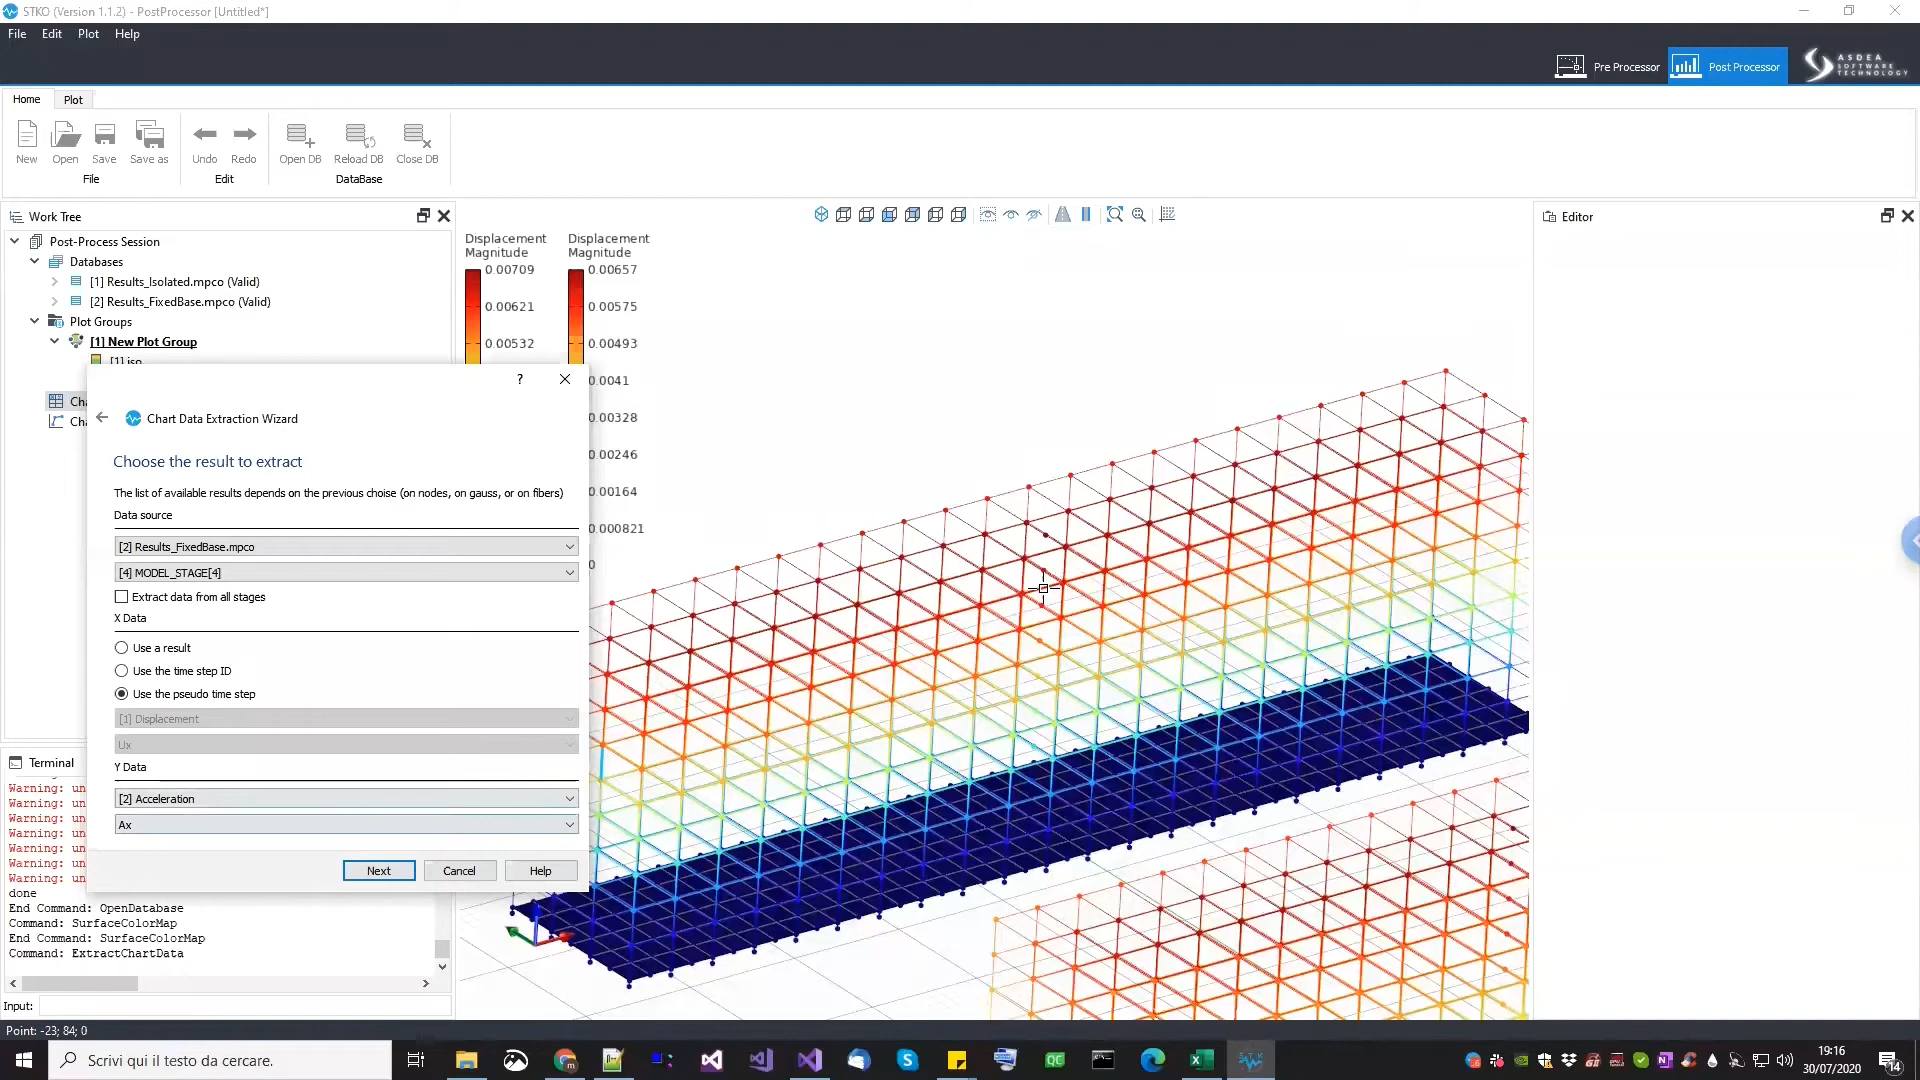 STKO (Version 1.1.2) - PostProcessor [Untitled*]
File Edit Plot Help
Pre Processor Post Processor
ASDEA
SOFTWARE
TECHNOLOGY
Home Plot
New Open Save Save as Undo Redo Open DB Reload DB Close DB
File Edit DataBase
Work Tree
Post-Process Session
Databases
[1] Results_Isolated.mpco (Valid)
[2] Results_FixedBase.mpco (Valid)
Plot Groups
[1] New Plot Group
[1] iso
Cha
Cha
Displacement
Magnitude
0.00709
0.00621
0.00532
Displacement
Magnitude
0.00657
0.00575
0.00493
0.0041
0.00328
0.00246
0.00164
0.000821
0
Editor
?
Chart Data Extraction Wizard
Choose the result to extract
The list of available results depends on the previous choise (on nodes, on gauss, or on fibers)
Data source
[2] Results_FixedBase.mpco
[4] MODEL_STAGE[4]
Extract data from all stages
X Data
Use a result
Use the time step ID
Use the pseudo time step
[1] Displacement
Ux
Y Data
[2] Acceleration
Ax
Next Cancel Help
Terminal
Warning: un
Warning: un
Warning: un
Warning: un
Warning: un
Warning: un
Warning: un
done
End Command: OpenDatabase
Command: SurfaceColorMap
End Command: SurfaceColorMap
Command: ExtractChartData
Input:
Point: -23; 84; 0
Scrivi qui il testo da cercare.
QC
19:16
30/07/2020
14